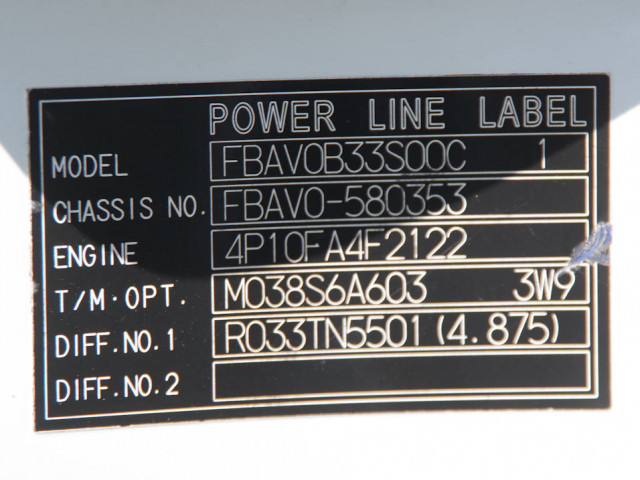 POWER LINE LABEL
MODEL FBAV0B33S00C 1
CHASSIS NO. FBAV0-580353
ENGINE 4P10FA4F2122
T/M·OPT. M038S6A603 3W9
DIFF.NO.1 R033TN5501(4.875)
DIFF.NO.2